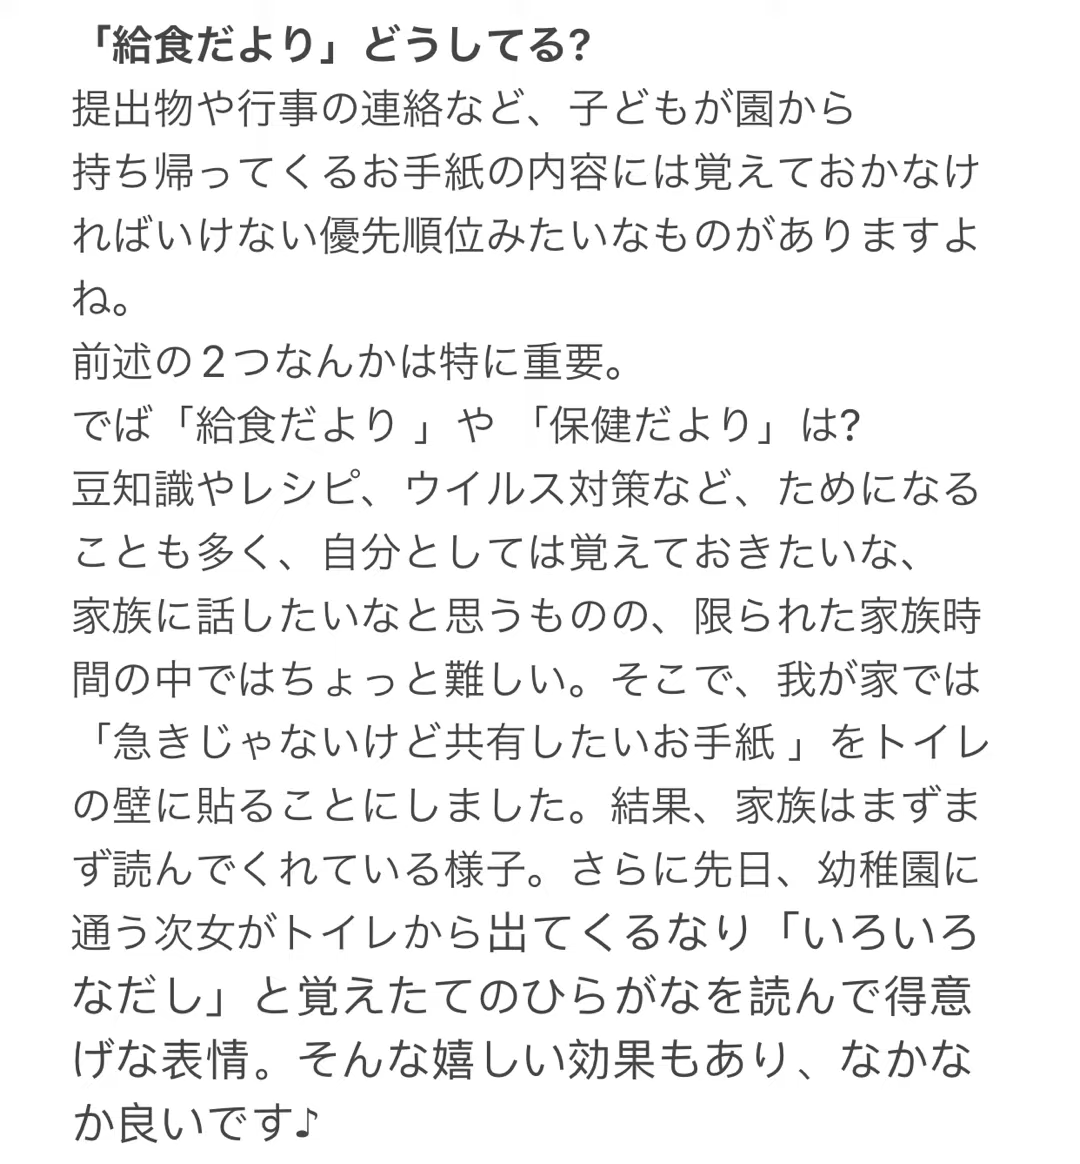 「給食だより」どうしてる?
提出物や行事の連絡など、子どもが園から
持ち帰ってくるお手紙の内容には覚えておかなけ
ればいけない優先順位みたいなものがありますよ
ね。
前述の2つなんかは特に重要。
でば「給食だより 」や 「保健だより」は?
豆知識やレシピ、ウイルス対策など、ためになる
ことも多く、自分としては覚えておきたいな、
家族に話したいなと思うものの、限られた家族時
間の中ではちょっと難しい。そこで、我が家では
「急きじゃないけど共有したいお手紙 」をトイレ
の壁に貼ることにしました。結果、家族はまずま
ず読んでくれている様子。さらに先日、幼稚園に
通う次女がトイレから出てくるなり「いろいろ
なだし」と覚えたてのひらがなを読んで得意
げな表情。そんな嬉しい効果もあり、なかな
か良いです♪